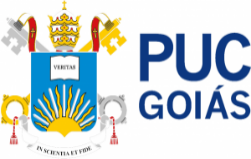 VERITAS
IN SCIENTIA ET FIDE
PUC
GOIÁS